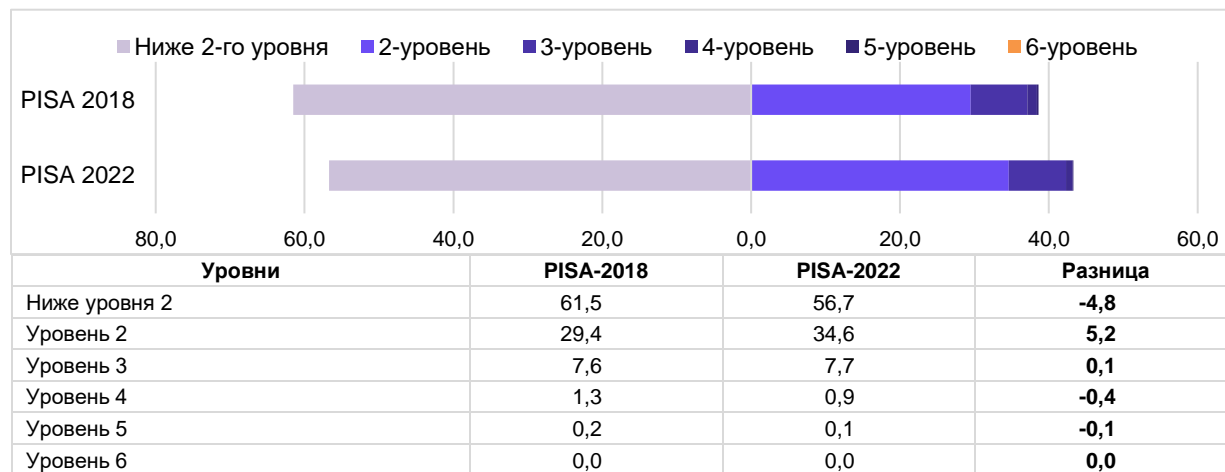 Ниже 2-го уровня 2-уровень 3-уровень 4-уровень 5-уровень 6-уровень
PISA 2018
PISA 2022
80,0 60,0 40,0 20,0 0,0 20,0 40,0 60,0
Уровни PISA-2018 PISA-2022 Разница
Ниже уровня 2 61,5 56,7 -4,8
Уровень 2 29,4 34,6 5,2
Уровень 3 7,6 7,7 0,1
Уровень 4 1,3 0,9 -0,4
Уровень 5 0,2 0,1 -0,1
Уровень 6 0,0 0,0 0,0